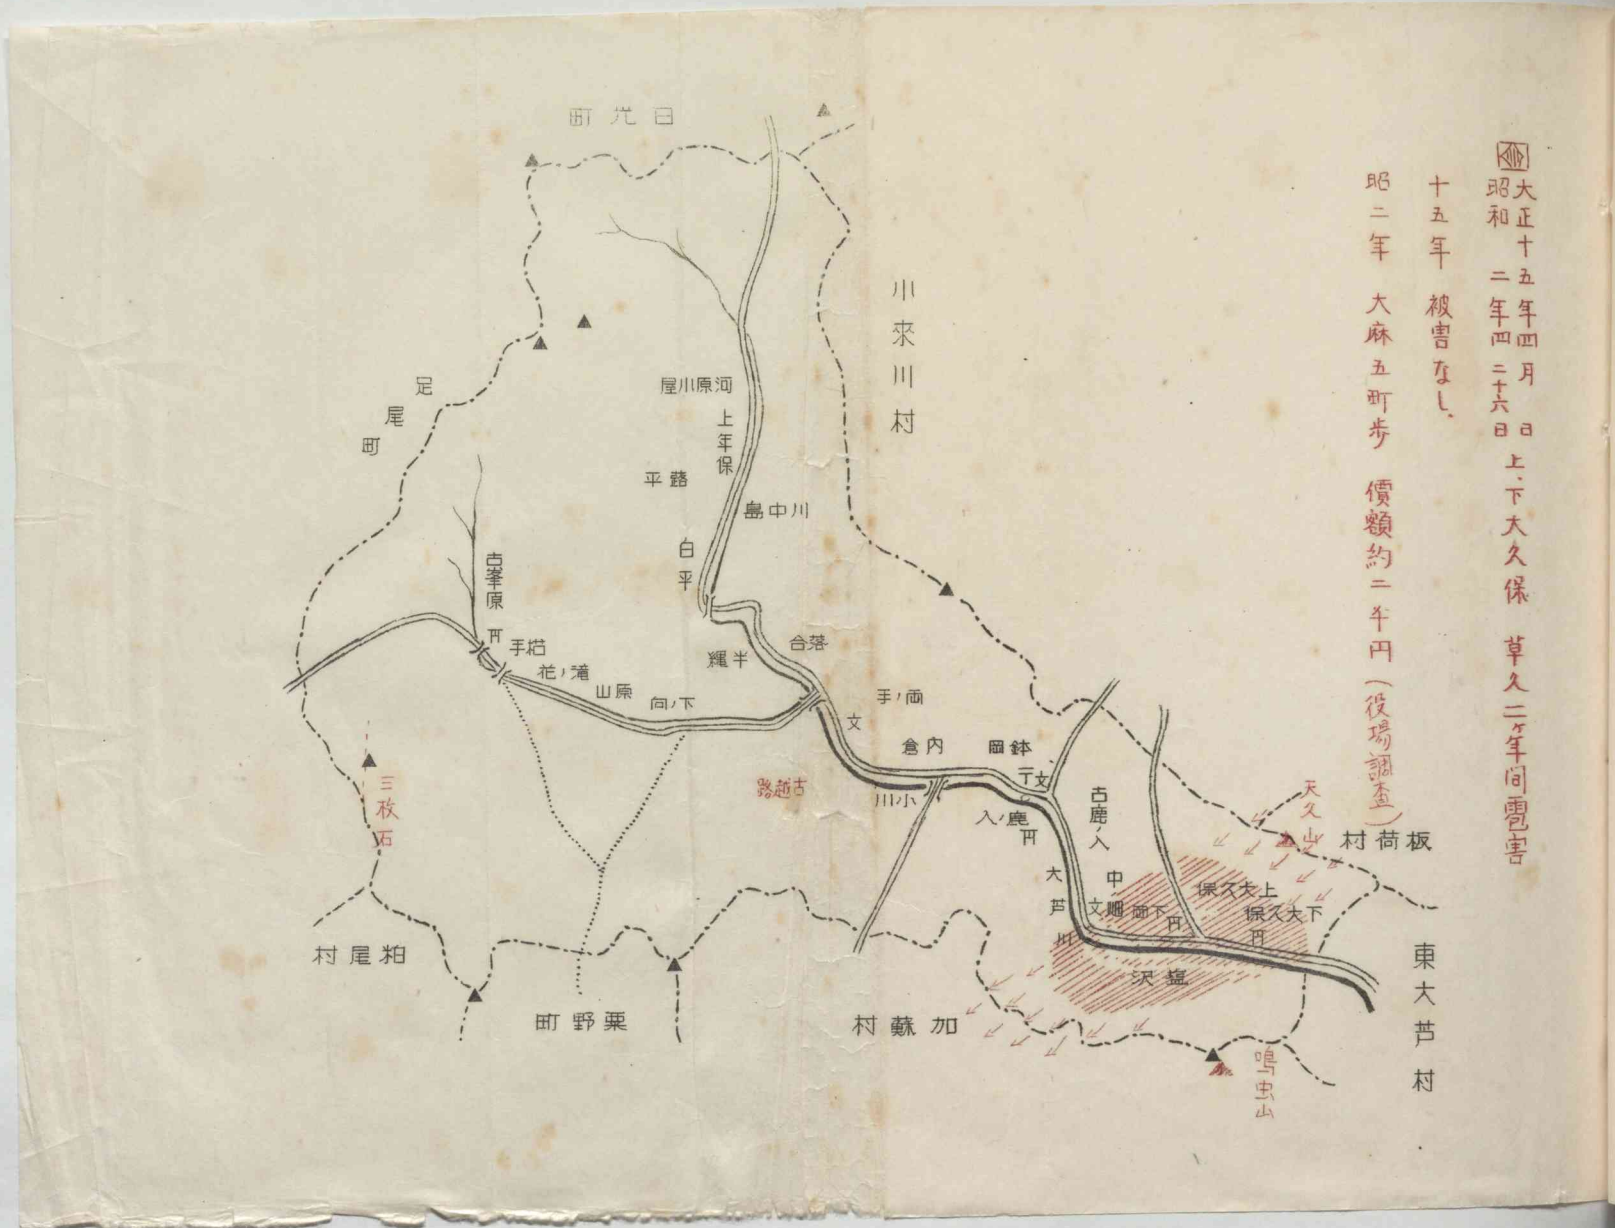 大正十五年四月 日
昭和 二年四 二十六日
上、下大久保 草久二ヶ年間雹害
十五年 被害なし、
昭二年 大麻五町歩 價額約二千円(役場調査)
町光日
小来川村
足尾町
屋小原河
上年保
平蕗
島中川
白平
古峯原
手掛
花ノ滝
山原
向ノ下
縄半
合落
手ノ両
文
倉内
岡鉢
文
川小
入ノ鹿
古鹿ノ入
路越古
三枚石
大芦川
中畑
文
岡下
保久大上
保久大下
沢塩
天久山
村荷板
東大芦村
村尾粕
町野粟
村蘇加
鳴虫山